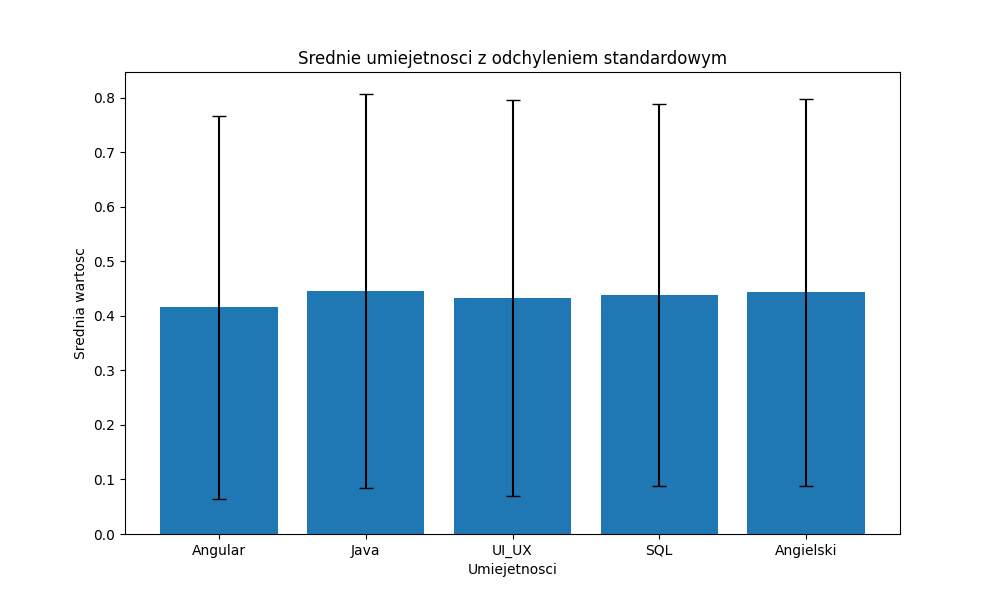 Srednie umiejetnosci z odchyleniem standardowym
Srednia wartosc
0.8
0.7
0.6
0.5
0.4
0.3
0.2
0.1
0.0
Angular Java UI_UX SQL Angielski
Umiejetnosci